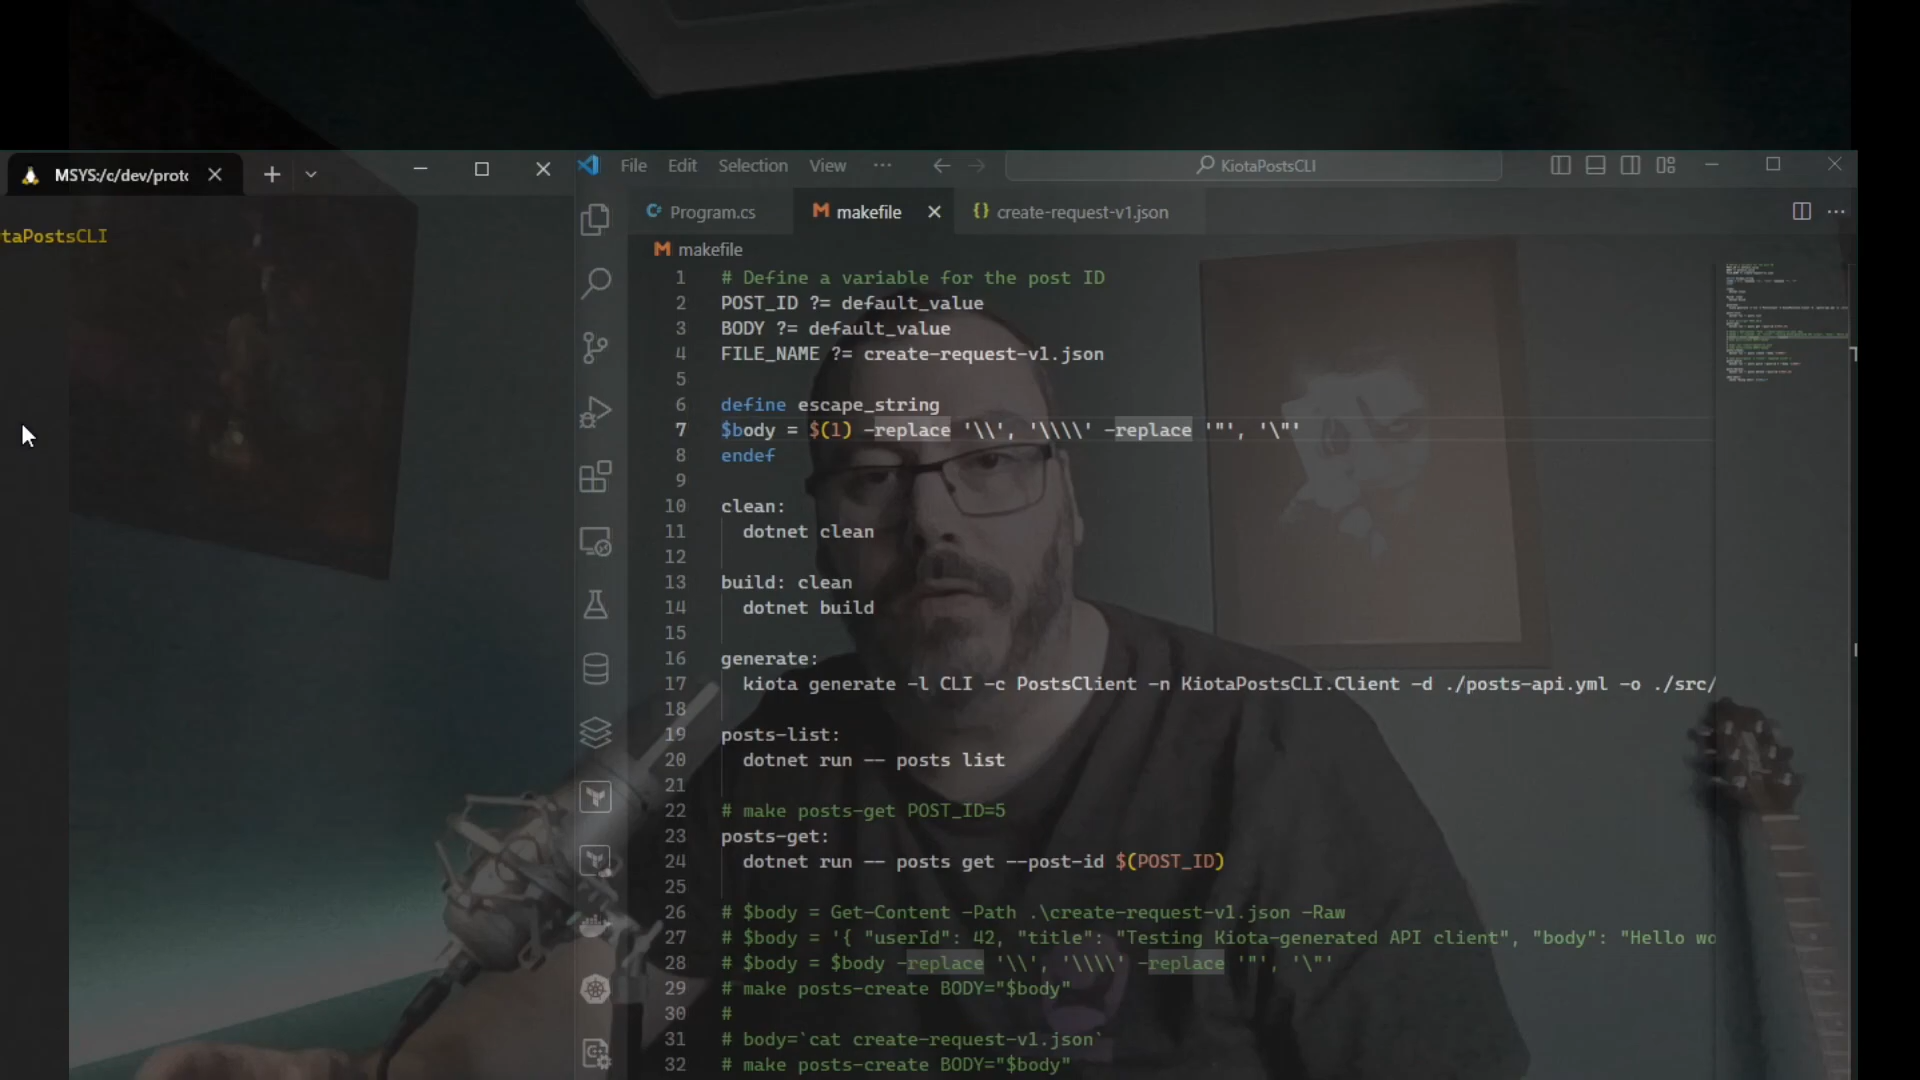 MSYS:/c/dev/prot
taPostsCLI
File Edit Selection View ···
KiotaPostsCLI
Program.cs
makefile
create-request-v1.json
makefile
1 # Define a variable for the post ID
2 POST_ID ?= default_value
3 BODY ?= default_value
4 FILE_NAME ?= create-request-v1.json
5
6 define escape_string
7 $body = $(1) -replace '\\', '\\\\' -replace '"', '\"'
8 endef
9
10 clean:
11 dotnet clean
12
13 build: clean
14 dotnet build
15
16 generate:
17 kiota generate -l CLI -c PostsClient -n KiotaPostsCLI.Client -d ./posts-api.yml -o ./src/
18
19 posts-list:
20 dotnet run -- posts list
21
22 # make posts-get POST_ID=5
23 posts-get:
24 dotnet run -- posts get --post-id $(POST_ID)
25
26 # $body = Get-Content -Path .\create-request-v1.json -Raw
27 # $body = '{ "userId": 42, "title": "Testing Kiota-generated API client", "body": "Hello wo
28 # $body = $body -replace '\\', '\\\\' -replace '"', '\"'
29 # make posts-create BODY="$body"
30 #
31 # body=`cat create-request-v1.json`
32 # make posts-create BODY="$body"